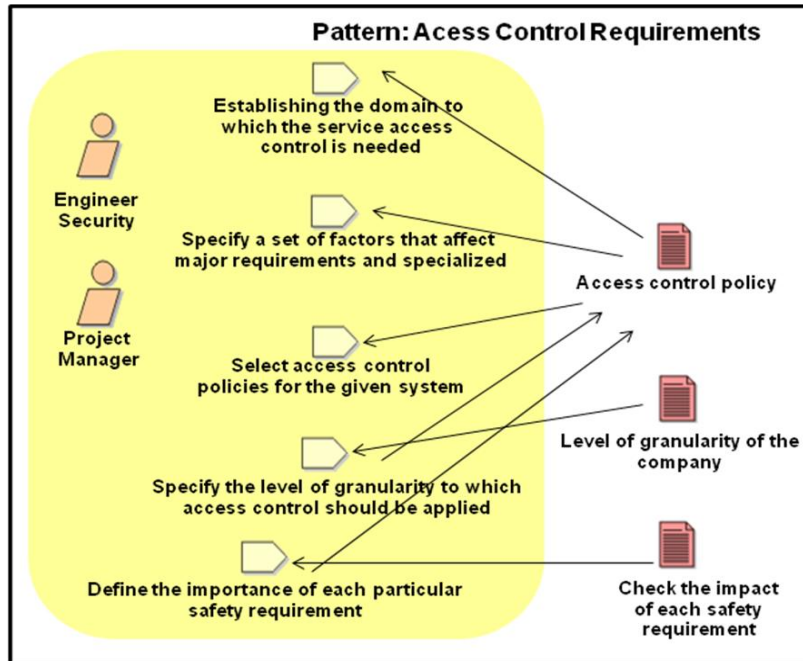 Pattern: Acess Control Requirements
Establishing the domain to
which the service access
control is needed
Engineer
Security
Specify a set of factors that affect
major requirements and specialized
Access control policy
Project
Manager
Select access control
policies for the given system
Level of granularity of the
company
Specify the level of granularity to which
access control should be applied
Define the importance of each particular
safety requirement
Check the impact
of each safety
requirement